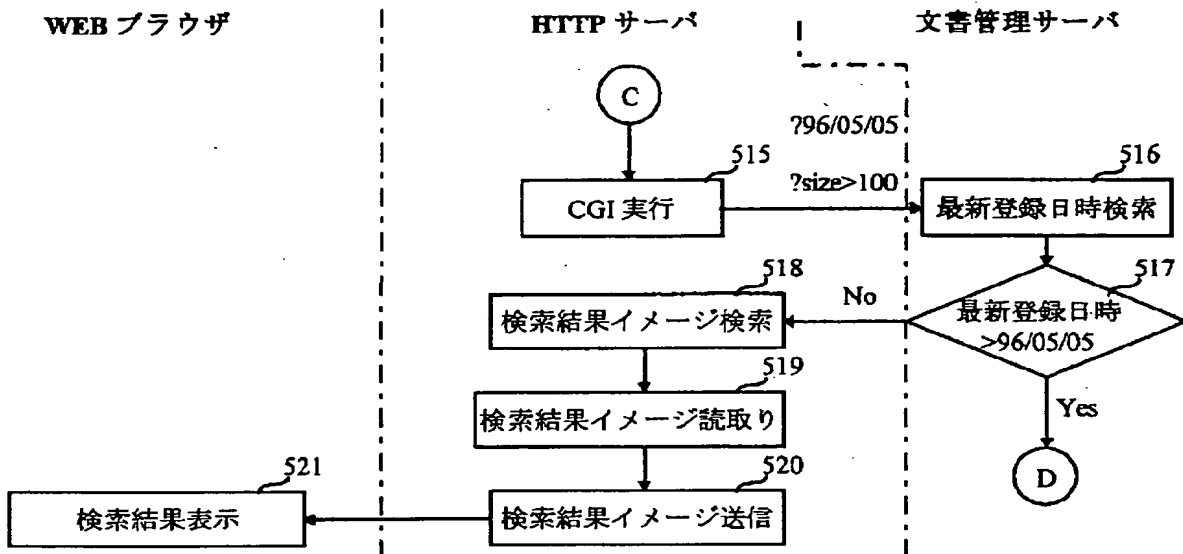 WEB ブラウザ
HTTP サーバ
文書管理サーバ
C
?96/05/05
515
516
CGI 実行
?size>100
最新登録日時検索
517
518
No
最新登録日時
>96/05/05
検索結果イメージ検索
519
検索結果イメージ読取り
Yes
520
D
521
検索結果イメージ送信
検索結果表示